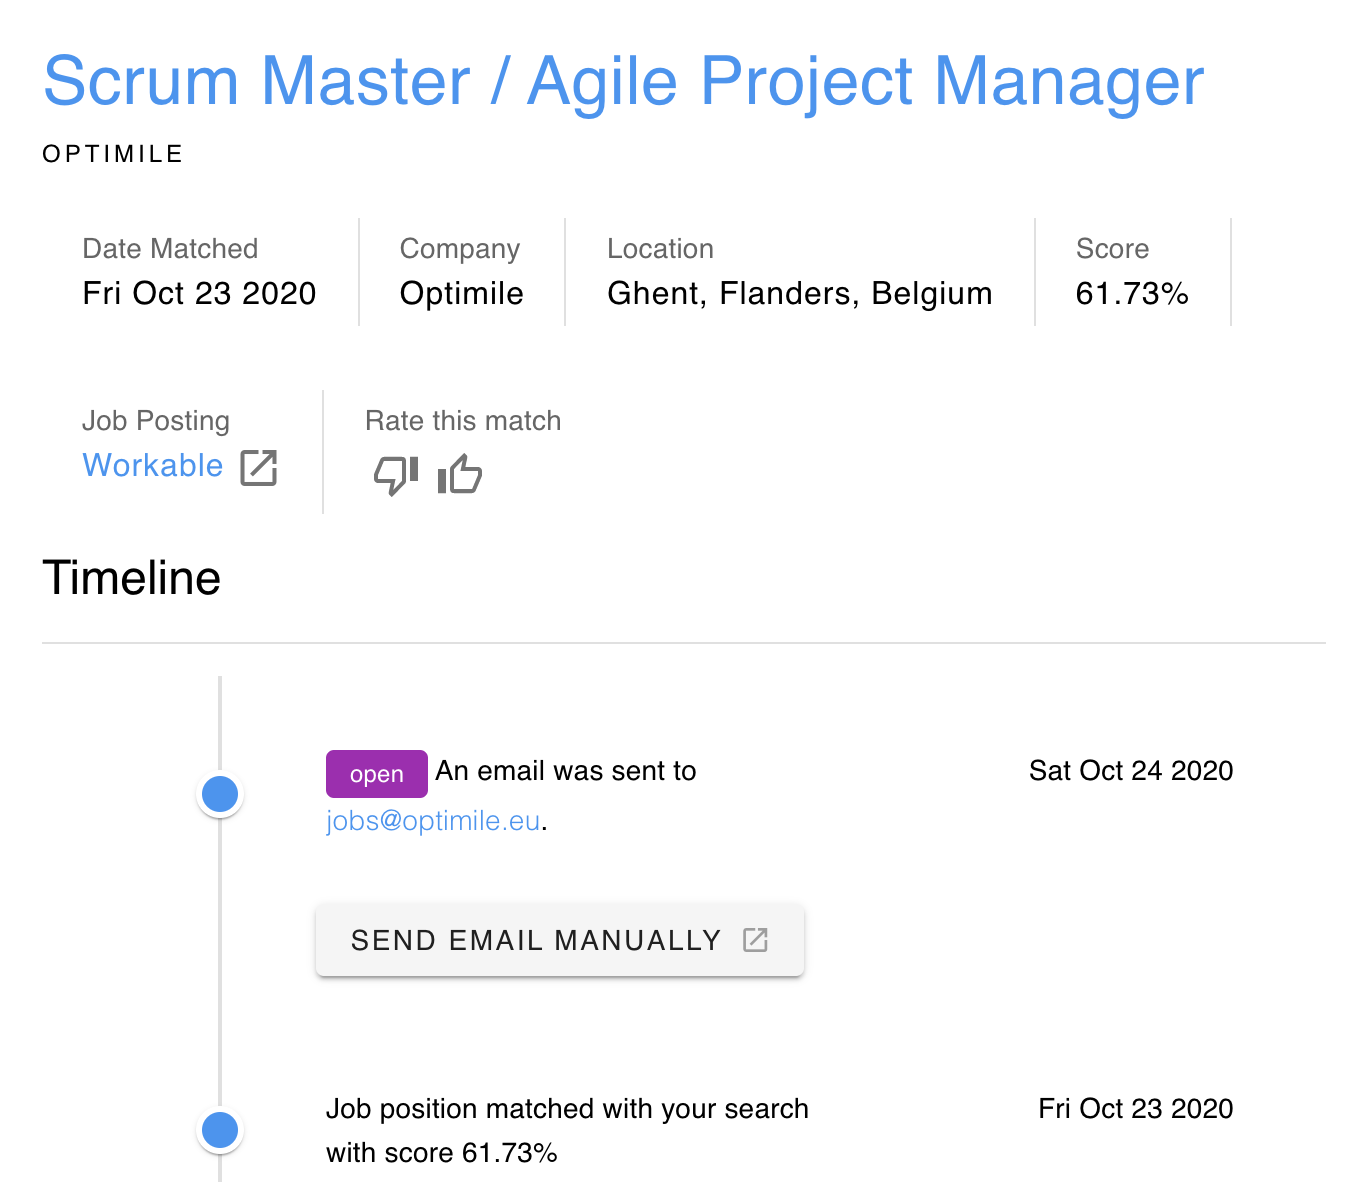 Scrum Master / Agile Project Manager
OPTIMILE
Date Matched
Fri Oct 23 2020
Company
Optimile
Location
Ghent, Flanders, Belgium
Score
61.73%
Job Posting
Workable
Rate this match
Timeline
open An email was sent to
jobs@optimile.eu.
Sat Oct 24 2020
SEND EMAIL MANUALLY
Job position matched with your search
with score 61.73%
Fri Oct 23 2020